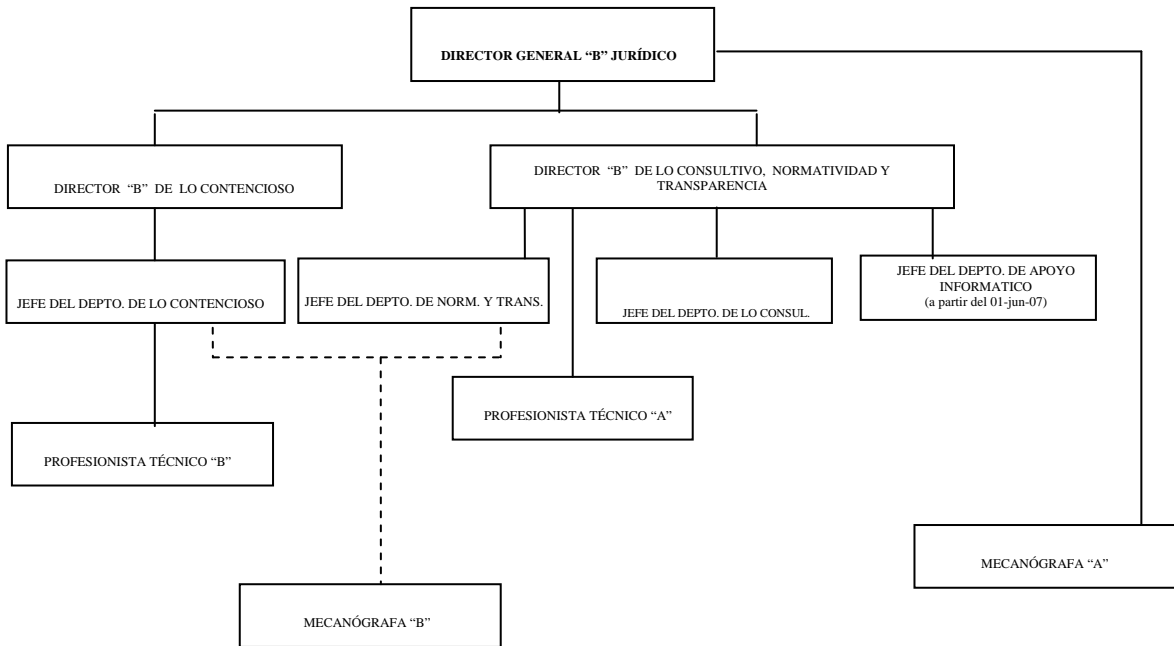 DIRECTOR GENERAL “B” JURÍDICO
DIRECTOR “B” DE LO CONTENCIOSO
DIRECTOR “B” DE LO CONSULTIVO, NORMATIVIDAD Y
TRANSPARENCIA
JEFE DEL DEPTO. DE LO CONTENCIOSO
JEFE DEL DEPTO. DE NORM. Y TRANS.
JEFE DEL DEPTO. DE LO CONSUL.
JEFE DEL DEPTO. DE APOYO
INFORMATICO
(a partir del 01-jun-07)
PROFESIONISTA TÉCNICO “A”
PROFESIONISTA TÉCNICO “B”
MECANÓGRAFA “A”
MECANÓGRAFA “B”